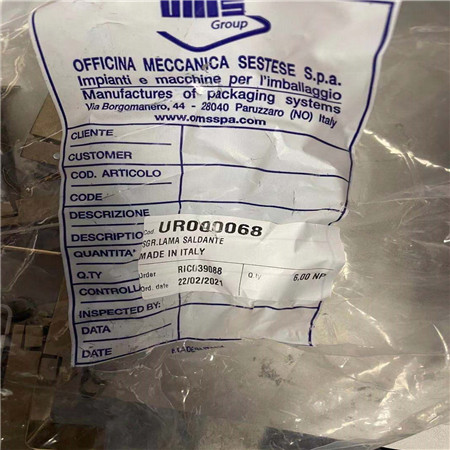 OMS
Group
OFFICINA MECCANICA SESTESE S.p.a.
Impianti e macchine per l'imballaggio
Manufactures of packaging systems
Via Borgomanero, 44 - 28040 Paruzzaro (NO) Italy
www.omsspa.com
CLIENTE
CUSTOMER
COD. ARTICOLO
CODE
DESCRIZIONE
DESCRIPTIO
Cod. UR000068
SGR.LAMA SALDANTE
MADE IN ITALY
QUANTITA'
Q.TY
Order RIC039088 Q.ty 6,00 NR
Ord. date 22/02/2021
CONTROLL
INSPECTED BY:
DATA
DATE